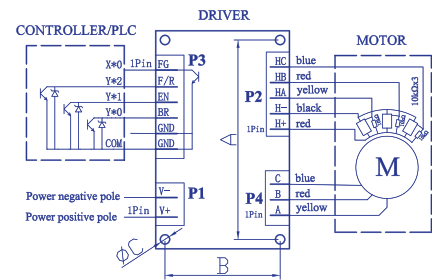 DRIVER
CONTROLLER/PLC
MOTOR
X*0 1Pin FG P3
Y*2 F/R
Y*1 EN
Y*0 BR
GND
COM GND
HC blue
HB red
P2 HA yellow
H- black
1Pin H+ red
10kΩx3
A
M
P1
Power negative pole V-
Power positive pole 1Pin V+
C blue
P4 B red
1Pin A yellow
ØC
B